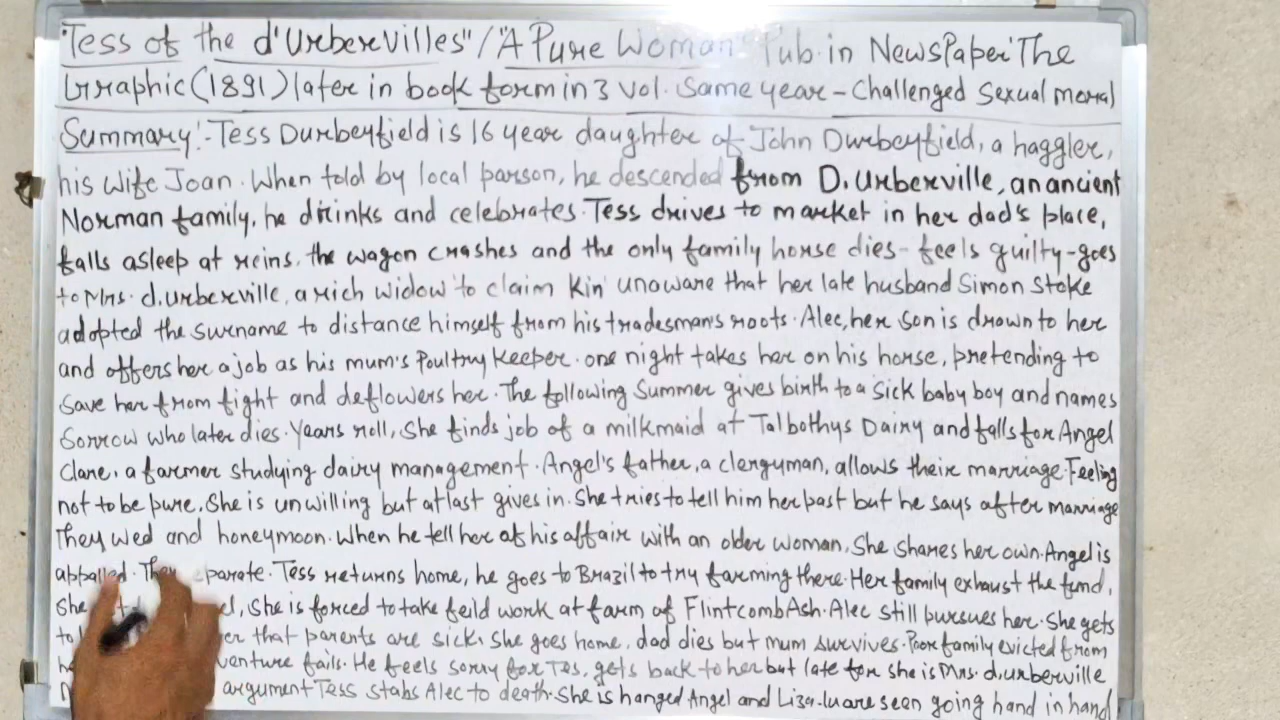 "Tess of the d'Urbervilles"/"A Pure Woman" Pub. in NewsPaper 'The
Graphic (1891) later in book form in 3 vol. Same year - Challenged Sexual moral
Summary:- Tess Durbeyfield is 16 year daughter of John Durbeyfield, a haggler,
his wife Joan. When told by local parson, he descended from D. Urberville, an ancient
Norman family, he drinks and celebrates. Tess drives to market in her dad's place,
falls asleep at reins. the wagon crashes and the only family horse dies - feels guilty - goes
to Mrs. d.urberville, a rich widow to claim Kin' unaware that her late husband Simon Stoke
adopted the surname to distance himself from his tradesman's roots. Alec, her son is drawn to her
and offers her a job as his mum's Poultry Keeper. one night takes her on his horse, pretending to
save her from fight and deflowers her. The following Summer gives birth to a sick baby boy and names
Sorrow who later dies. Years roll, She finds job of a milkmaid at Talbothys Dairy and falls for Angel
Clare, a farmer studying dairy management. Angel's father, a clergyman, allows their marriage. Feeling
not to be pure, She is unwilling but at last gives in. She tries to tell him her past but he says after marriage
They wed and honeymoon. When he tell her of his affair with an older woman, She shares her own. Angel is
appalled. They separate. Tess returns home, he goes to Brazil to try farming there. Her family exhaust the fund,
She is forced to take feild work at farm of Flintcomb Ash. Alec still pursues her. She gets
that parents are sick. She goes home, dad dies but mum survives. Poor family evicted from
venture fails. He feels sorry for Tes, gets back to her but late for she is Mrs. d.urberville
argument Tess stabs Alec to death. She is hanged Angel and Liza-lu are seen going hand in hand